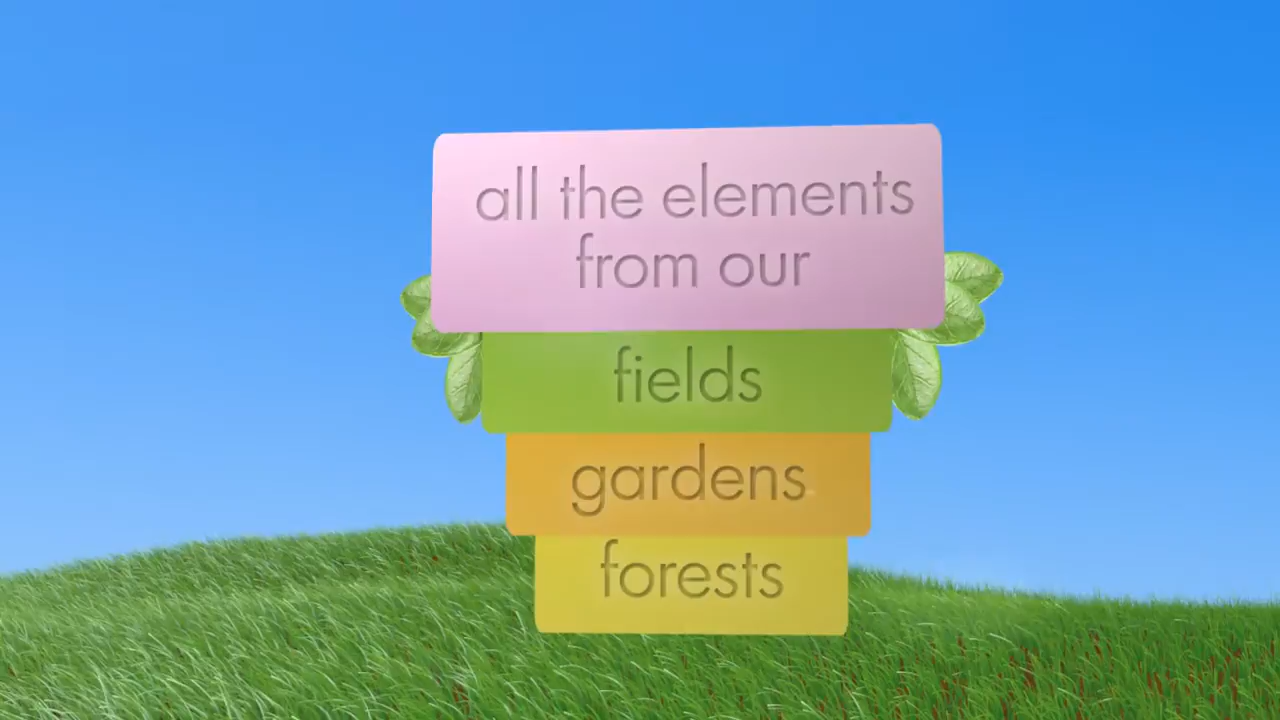 all the elements
from our
fields
gardens
forests